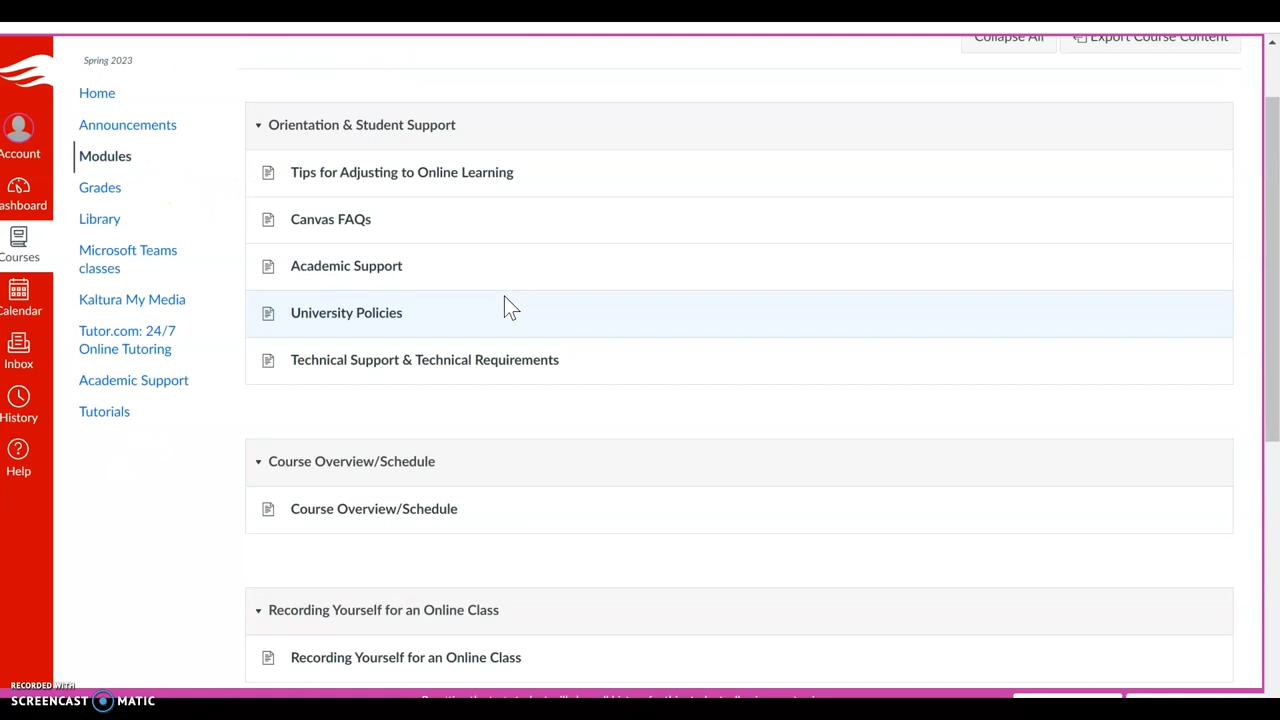 Collapse All
Export Course Content
Spring 2023
Home
Announcements
Modules
Grades
Library
Microsoft Teams
classes
Kaltura My Media
Tutor.com: 24/7
Online Tutoring
Academic Support
Tutorials
Account
ashboard
Courses
Calendar
Inbox
History
Help
Orientation & Student Support
Tips for Adjusting to Online Learning
Canvas FAQs
Academic Support
University Policies
Technical Support & Technical Requirements
Course Overview/Schedule
Course Overview/Schedule
Recording Yourself for an Online Class
Recording Yourself for an Online Class
RECORDED WITH
SCREENCAST MATIC